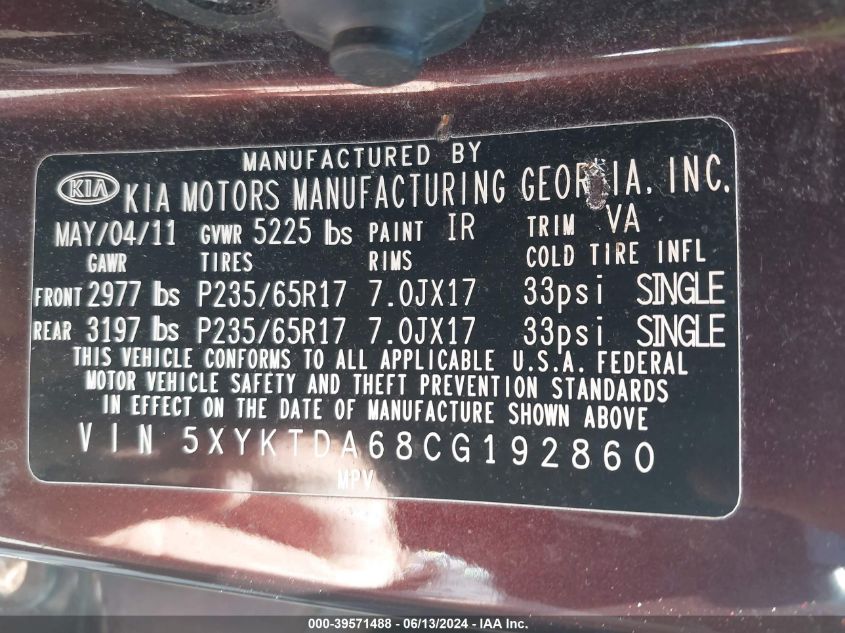 MANUFACTURED BY
KIA KIA MOTORS MANUFACTURING GEORGIA, INC.
MAY/04/11 GVWR 5225 lbs PAINT IR TRIM VA
GAWR TIRES RIMS COLD TIRE INFL
FRONT 2977 lbs P235/65R17 7.0JX17 33psi SINGLE
REAR 3197 lbs P235/65R17 7.0JX17 33psi SINGLE
THIS VEHICLE CONFORMS TO ALL APPLICABLE U.S.A. FEDERAL
MOTOR VEHICLE SAFETY AND THEFT PREVENTION STANDARDS
IN EFFECT ON THE DATE OF MANUFACTURE SHOWN ABOVE
VIN 5XYKTDA68CG192860
MPV
000-39571488 - 06/13/2024 - IAA Inc.